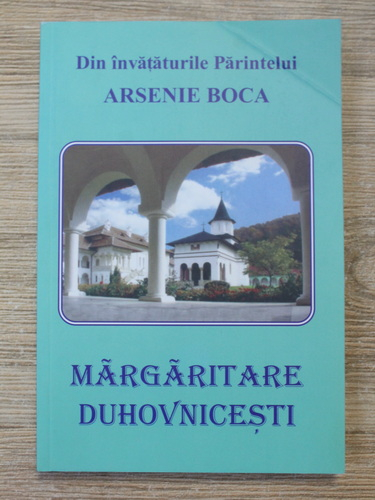 Din învățăturile Părintelui
ARSENIE BOCA
MĂRGĂRITARE
DUHOVNICEȘTI